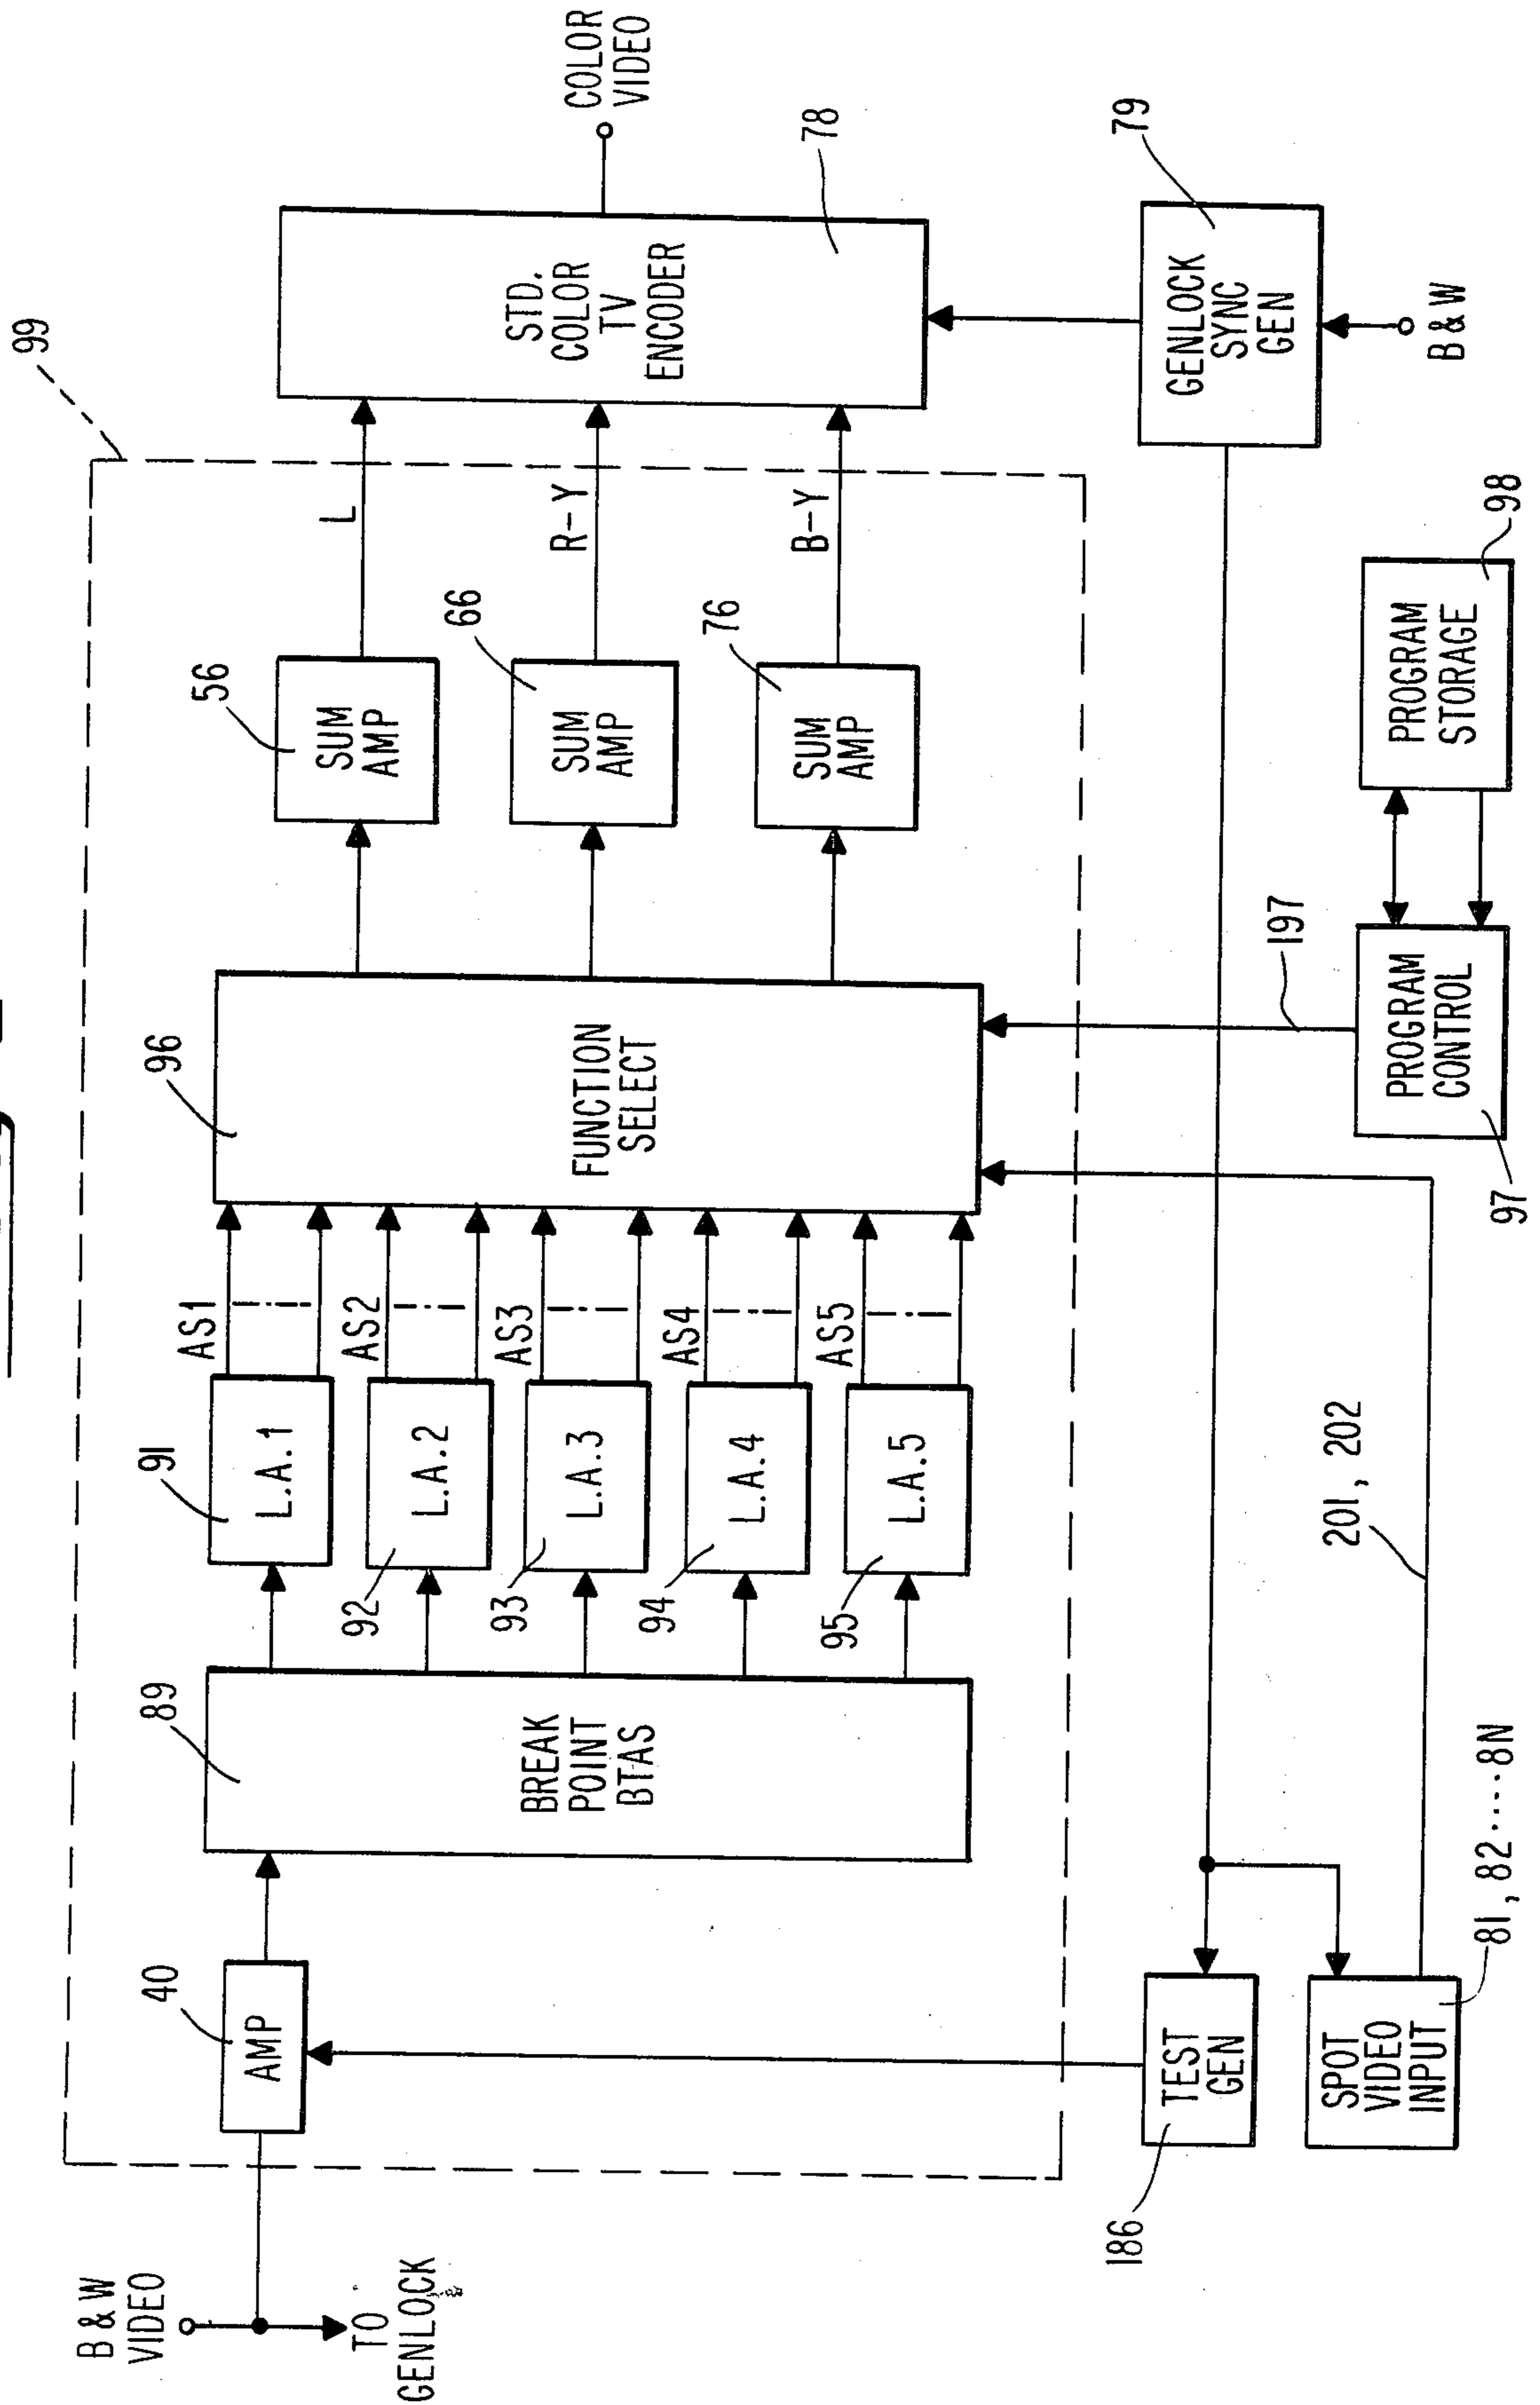 99
B & W
VIDEO
TO
GENLOCK
40
AMP
89
BREAK
POINT
BTAS
91
L.A.1
92
L.A.2
93
L.A.3
94
L.A.4
95
L.A.5
AS1
AS2
AS3
AS4
AS5
96
FUNCTION
SELECT
56
SUM
AMP
66
SUM
AMP
76
SUM
AMP
L
R-Y
B-Y
STD.
COLOR
TV
ENCODER
78
COLOR
VIDEO
186
TEST
GEN
SPOT
VIDEO
INPUT
81, 82 ····8N
201, 202
197
PROGRAM
CONTROL
97
PROGRAM
STORAGE
98
GENLOCK
SYNC
GEN
79
B & W